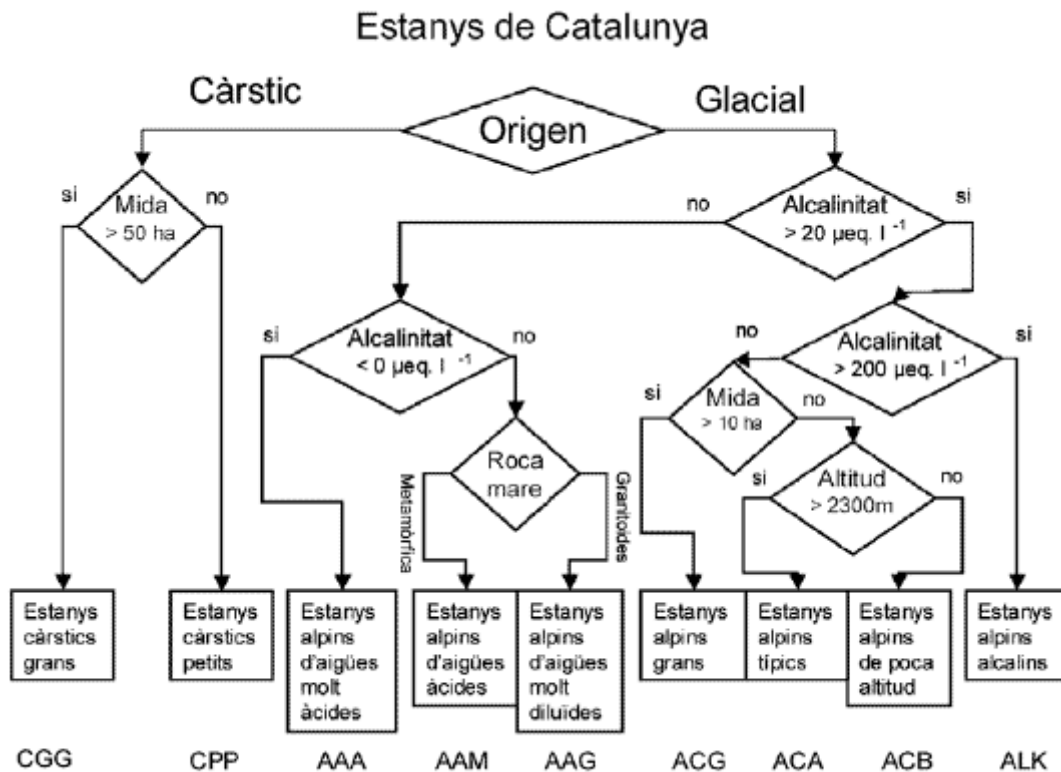 Estanys de Catalunya
Càrstic
Glacial
Origen
si
Mida
> 50 ha
no
no
Alcalinitat
> 20 µeq. l⁻¹
si
si
Alcalinitat
< 0 µeq. l⁻¹
no
no
Alcalinitat
> 200 µeq. l⁻¹
si
si
Mida
> 10 ha
no
Roca
mare
Metamòrfica
Granitoides
si
Altitud
> 2300m
no
Estanys
càrstics
grans
Estanys
càrstics
petits
Estanys
alpins
d'aigües
molt
àcides
Estanys
alpins
d'aigües
àcides
Estanys
alpins
d'aigües
molt
diluïdes
Estanys
alpins
grans
Estanys
alpins
típics
Estanys
alpins
de poca
altitud
Estanys
alpins
alcalins
CGG
CPP
AAA
AAM
AAG
ACG
ACA
ACB
ALK